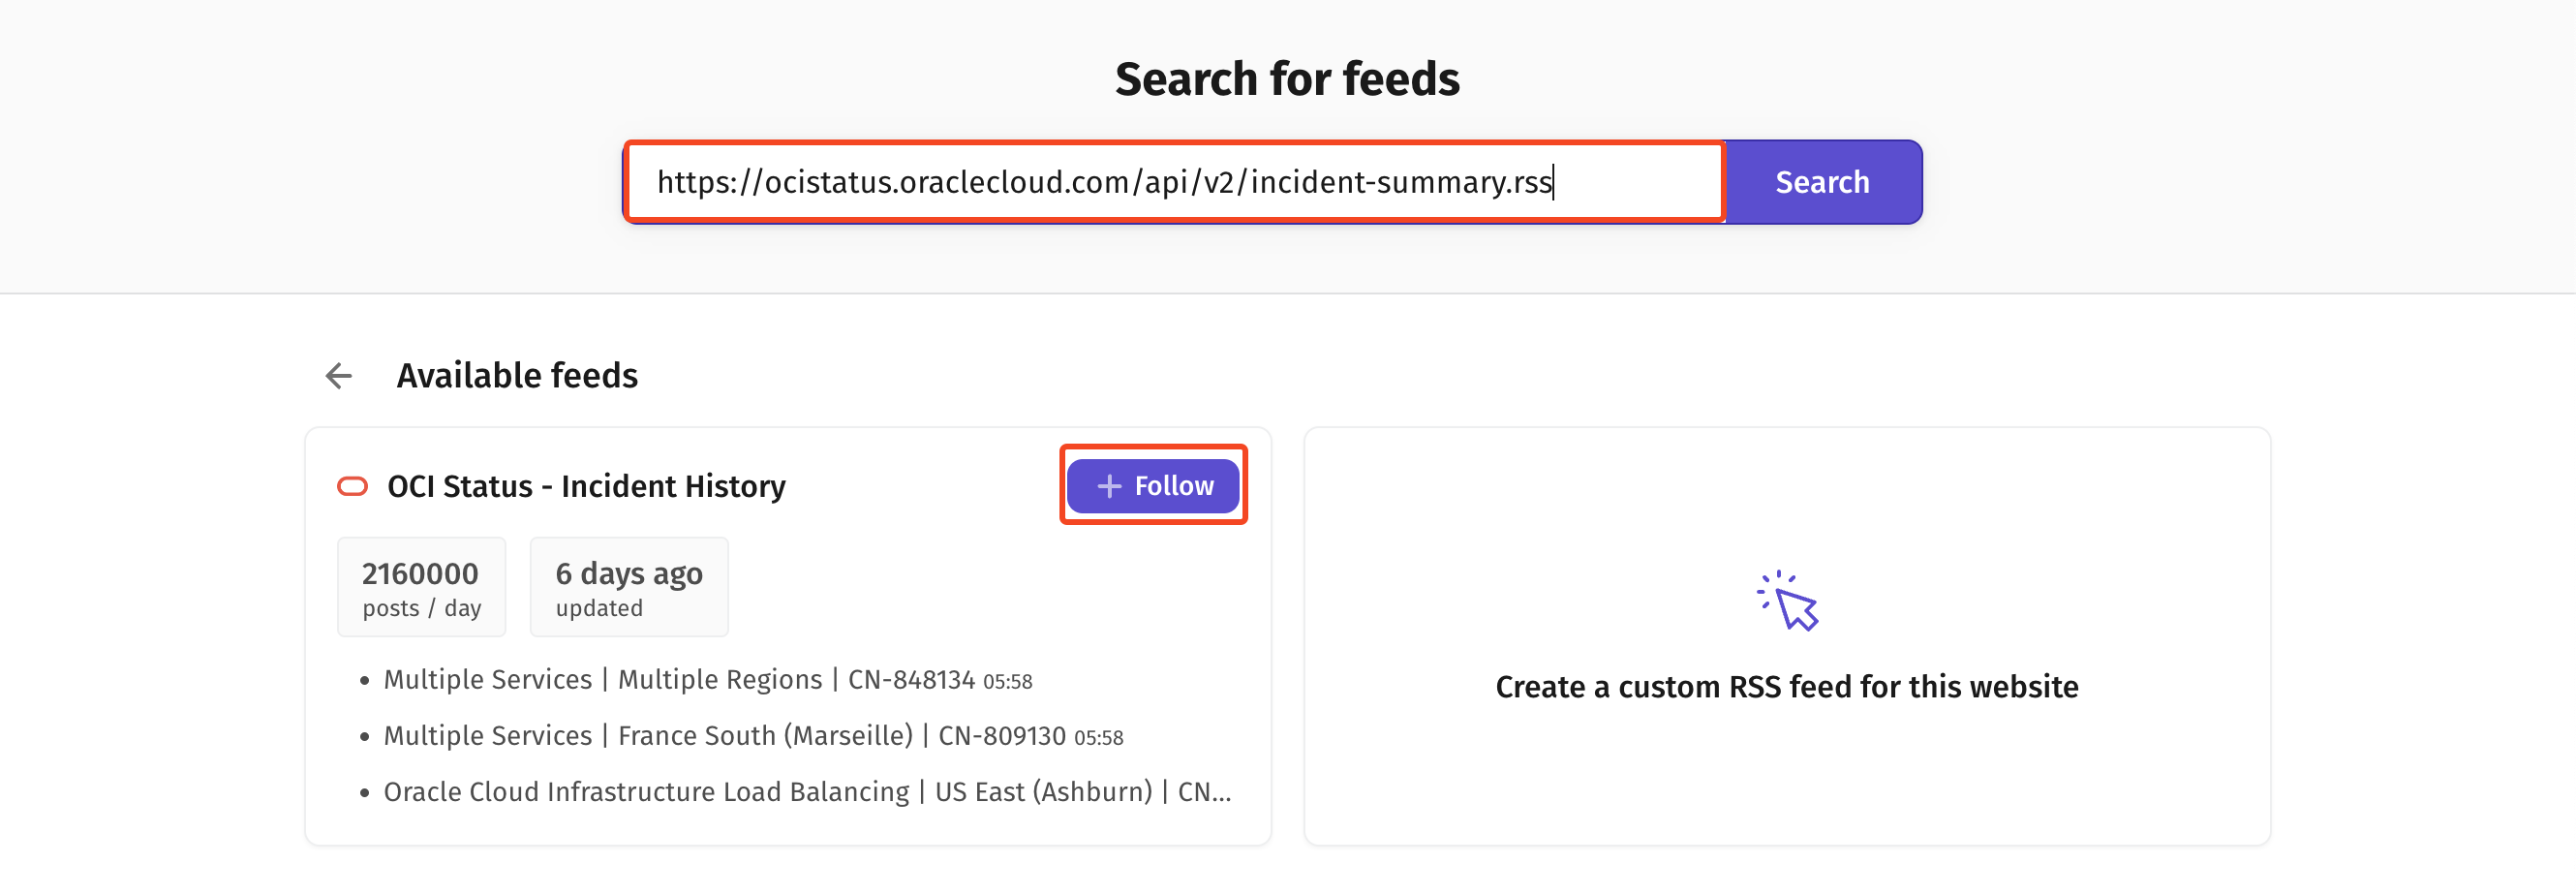 Search for feeds
https://ocistatus.oraclecloud.com/api/v2/incident-summary.rss
Search
Available feeds
OCI Status - Incident History
Follow
2160000
posts / day
6 days ago
updated
Multiple Services | Multiple Regions | CN-848134 05:58
Multiple Services | France South (Marseille) | CN-809130 05:58
Oracle Cloud Infrastructure Load Balancing | US East (Ashburn) | CN...
Create a custom RSS feed for this website